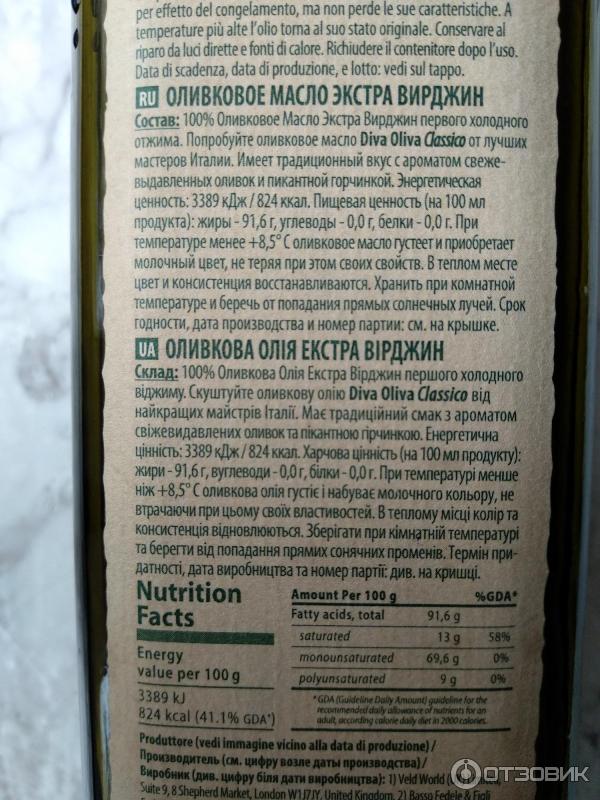 per effetto del congelamento, ma non perde le sue caratteristiche. A
temperature più alte l'olio torna al suo stato originale. Conservare al
riparo da luci dirette e fonti di calore. Richiudere il contenitore dopo l'uso.
Data di scadenza, data di produzione, e lotto: vedi sul tappo.
RU ОЛИВКОВОЕ МАСЛО ЭКСТРА ВИРДЖИН
Состав: 100% Оливковое Масло Экстра Вирджин первого холодного
отжима. Попробуйте оливковое масло Diva Oliva Classico от лучших
мастеров Италии. Имеет традиционный вкус с ароматом свеже-
выдавленных оливок и пикантной горчинкой. Энергетическая
ценность: 3389 кДж / 824 ккал. Пищевая ценность (на 100 мл
продукта): жиры - 91,6 г, углеводы - 0,0 г, белки - 0,0 г. При
температуре менее +8,5° С оливковое масло густеет и приобретает
молочный цвет, не теряя при этом своих свойств. В теплом месте
цвет и консистенция восстанавливаются. Хранить при комнатной
температуре и беречь от попадания прямых солнечных лучей. Срок
годности, дата производства и номер партии: см. на крышке.
UA ОЛИВКОВА ОЛІЯ ЕКСТРА ВІРДЖИН
Склад: 100% Оливкова Олія Екстра Вірджин першого холодного
віджиму. Скуштуйте оливкову олію Diva Oliva Classico від
найкращих майстрів Італії. Має традиційний смак з ароматом
свіжевидавлених оливок та пікантною гірчинкою. Енергетична
цінність: 3389 кДж / 824 ккал. Харчова цінність (на 100 мл продукту):
жири - 91,6 г, вуглеводи - 0,0 г, білки - 0,0 г. При температурі менше
ніж +8,5° С оливкова олія густіє і набуває молочного кольору, не
втрачаючи при цьому своїх властивостей. В теплому місці колір та
консистенція відновлюються. Зберігати при кімнатній температурі
та берегти від попадання прямих сонячних променів. Термін при-
датності, дата виробництва та номер партії: див. на кришці.
Nutrition
Facts
Energy
value per 100 g
3389 kJ
824 kcal (41.1% GDA*)
Amount Per 100 g %GDA*
Fatty acids, total 91,6 g
saturated 13 g 58%
monounsaturated 69,6 g 0%
polyunsaturated 9 g 0%
*GDA (Guideline Daily Amount) guideline for the
recommended daily allowance of nutrients for an
adult, according calorie daily diet in 2000 calories.
Produttore (vedi immagine vicino alla data di produzione) /
Производитель (см. цифру возле даты производства) /
Виробник (див. цифру біля дати виробництва): 1) Veld World
Suite 9, 8 Shepherd Market, London W1J7JY, United Kingdom. 2) Basso Fedele & Figli
ОТЗОВИК